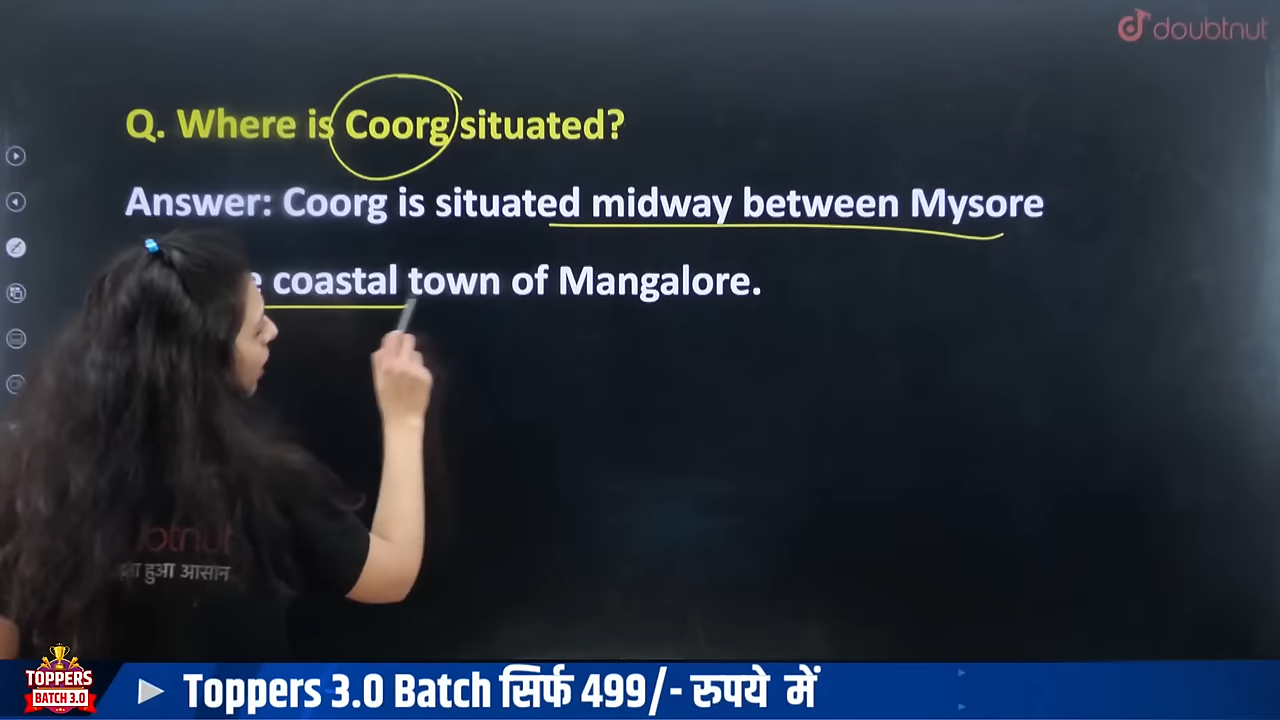 doubtnut
Q. Where is Coorg situated?
Answer: Coorg is situated midway between Mysore
coastal town of Mangalore.
हुआ आसान
TOPPERS
BATCH 3.0
Toppers 3.0 Batch सिर्फ 499/- रुपये में